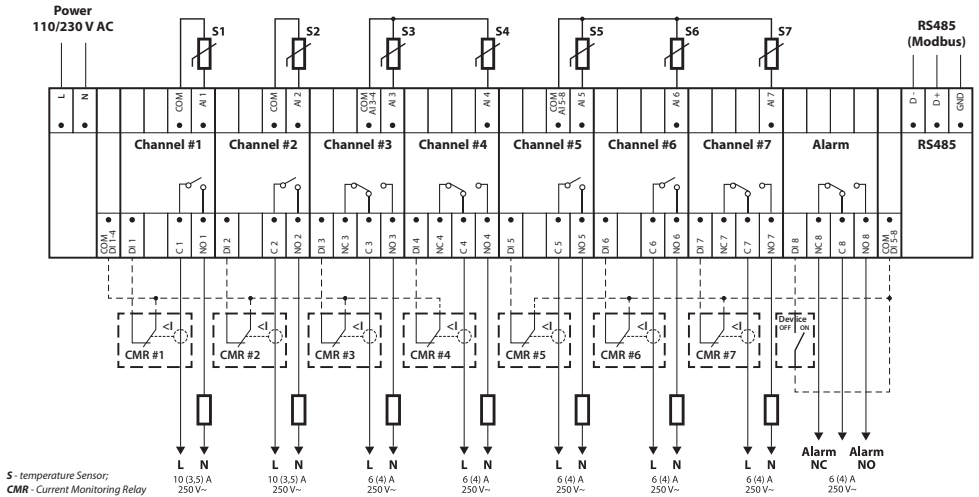 Power
110/230 V AC
S1
S2
S3
S4
S5
S6
S7
RS485
(Modbus)
L
N
COM
AI 1
COM
AI 2
COM
AI 3-4
AI 3
AI 4
COM
AI 5-8
AI 5
AI 6
AI 7
D -
D +
GND
Channel #1
Channel #2
Channel #3
Channel #4
Channel #5
Channel #6
Channel #7
Alarm
RS485
COM
DI 1-4
DI 1
C 1
NO 1
DI 2
C 2
NO 2
DI 3
NC 3
C 3
NO 3
DI 4
NC 4
C 4
NO 4
DI 5
C 5
NO 5
DI 6
C 6
NO 6
DI 7
NC 7
C 7
NO 7
DI 8
NC 8
C 8
NO 8
COM
DI 5-8
<I
<I
<I
<I
<I
<I
<I
Device
OFF ON
CMR #1
CMR #2
CMR #3
CMR #4
CMR #5
CMR #6
CMR #7
Alarm
NC
Alarm
NO
L N
L N
L N
L N
L N
L N
L N
10 (3,5) A
250 V~
10 (3,5) A
250 V~
6 (4) A
250 V~
6 (4) A
250 V~
6 (4) A
250 V~
6 (4) A
250 V~
6 (4) A
250 V~
6 (4) A
250 V~
S - temperature Sensor;
CMR - Current Monitoring Relay